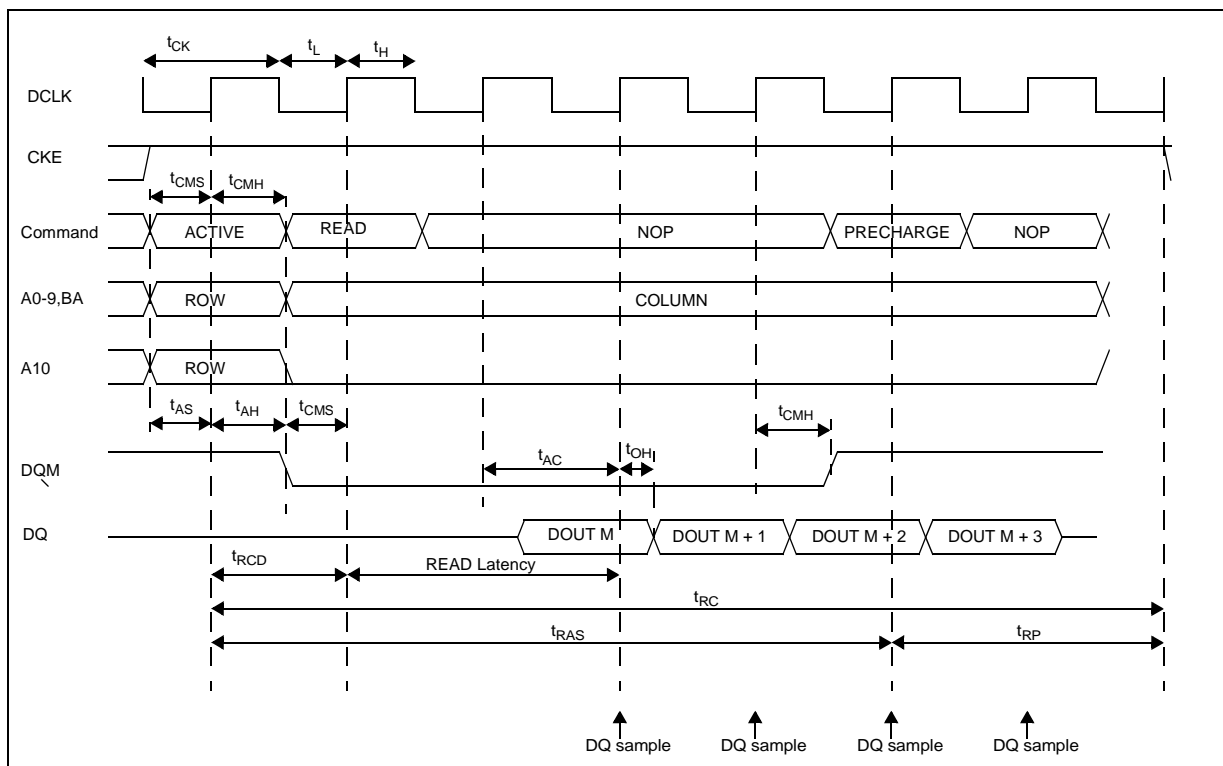 tCK tL tH
DCLK
CKE
tCMS tCMH
Command ACTIVE READ NOP PRECHARGE NOP
A0-9,BA ROW COLUMN
A10 ROW
tAS tAH tCMS tCMH
tAC tOH
DQM
DQ DOUT M DOUT M + 1 DOUT M + 2 DOUT M + 3
tRCD READ Latency
tRC
tRAS tRP
DQ sample DQ sample DQ sample DQ sample